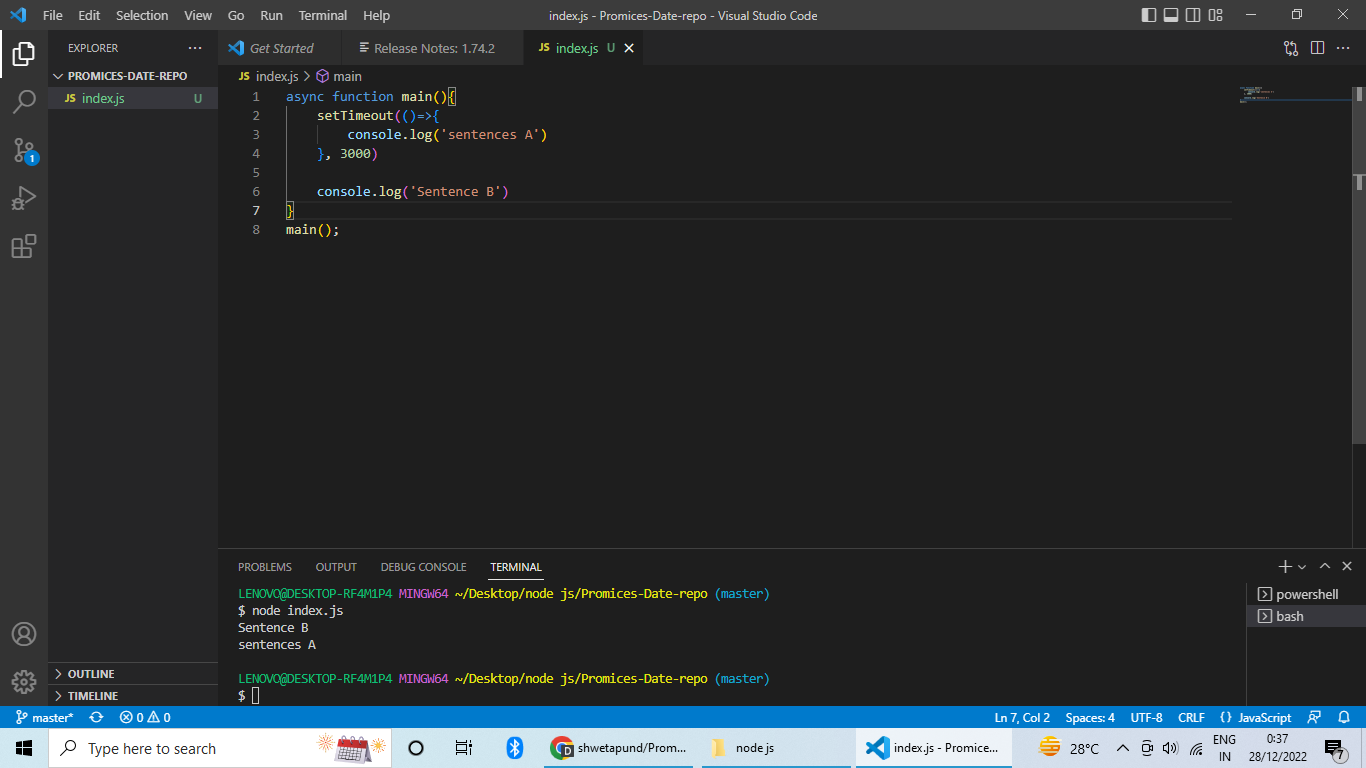 File Edit Selection View Go Run Terminal Help
index.js - Promices-Date-repo - Visual Studio Code
EXPLORER
PROMICES-DATE-REPO
JS index.js U
1
OUTLINE
TIMELINE
Get Started
Release Notes: 1.74.2
JS index.js U
JS index.js > main
1 async function main(){
2 setTimeout(()=>{
3 console.log('sentences A')
4 }, 3000)
5
6 console.log('Sentence B')
7 }
8 main();
PROBLEMS OUTPUT DEBUG CONSOLE TERMINAL
LENOVO@DESKTOP-RF4M1P4 MINGW64 ~/Desktop/node js/Promices-Date-repo (master)
$ node index.js
Sentence B
sentences A
LENOVO@DESKTOP-RF4M1P4 MINGW64 ~/Desktop/node js/Promices-Date-repo (master)
$
powershell
bash
master* 0 0 Ln 7, Col 2 Spaces: 4 UTF-8 CRLF {} JavaScript
Type here to search
shwetapund/Prom...
node js
index.js - Promice...
28°C
ENG
IN
0:37
28/12/2022
7